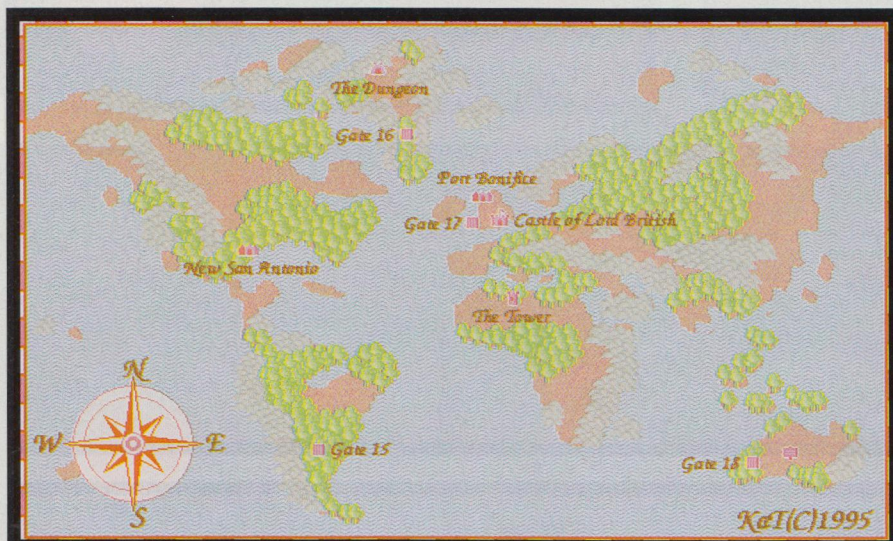 The Dungeon
Gate 16
Port Bonifice
Gate 17
Castle of Lord British
New San Antonio
The Tower
N
W
E
S
Gate 15
Gate 18
KaT(C)1995